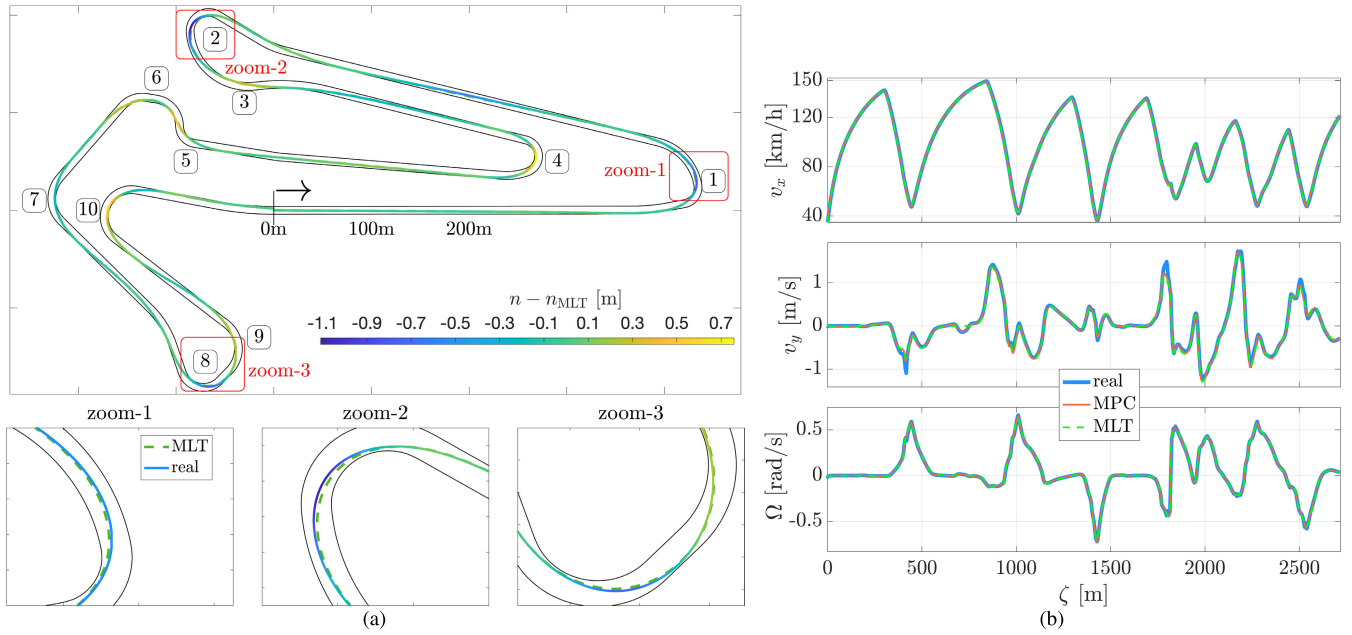 2
zoom-2
6
3
5
4
zoom-1
1
7
10
0m
100m
200m
n − n_MLT [m]
-1.1 -0.9 -0.7 -0.5 -0.3 -0.1 0.1 0.3 0.5 0.7
8
9
zoom-3
zoom-1
MLT
real
zoom-2
zoom-3
(a)
150
120
80
40
v_x [km/h]
1
0
-1
v_y [m/s]
real
MPC
MLT
0.5
0
-0.5
Ω [rad/s]
0 500 1000 1500 2000 2500
ζ [m]
(b)